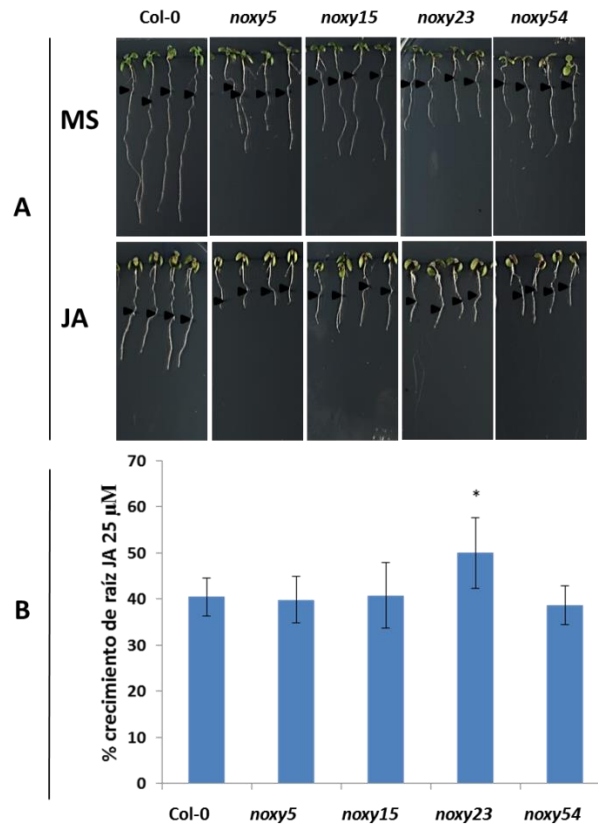 Col-0 noxy5 noxy15 noxy23 noxy54
MS
A
JA
B
% crecimiento de raíz JA 25 μM
70
60
50
40
30
20
10
0
*
Col-0 noxy5 noxy15 noxy23 noxy54